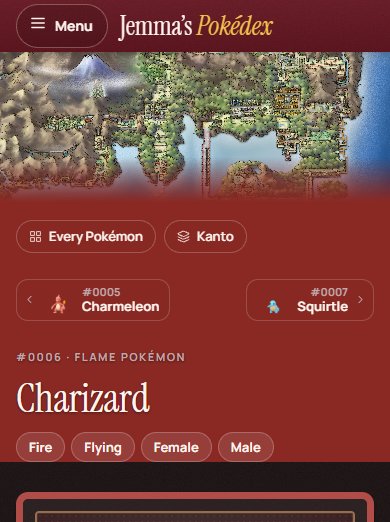 Menu
Jemma's Pokédex
Every Pokémon
Kanto
#0005
Charmeleon
#0007
Squirtle
#0006 · FLAME POKÉMON
Charizard
Fire
Flying
Female
Male